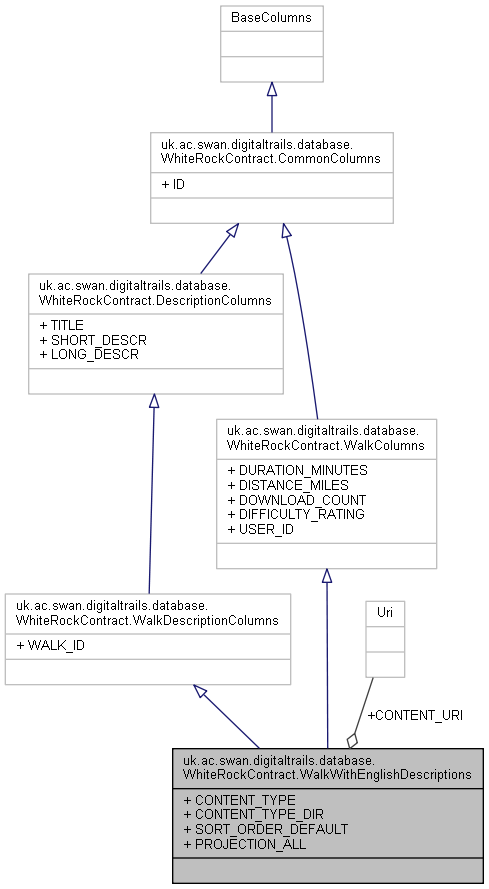 BaseColumns
uk.ac.swan.digitaltrails.database.
WhiteRockContract.CommonColumns
+ ID
uk.ac.swan.digitaltrails.database.
WhiteRockContract.DescriptionColumns
+ TITLE
+ SHORT_DESCR
+ LONG_DESCR
uk.ac.swan.digitaltrails.database.
WhiteRockContract.WalkColumns
+ DURATION_MINUTES
+ DISTANCE_MILES
+ DOWNLOAD_COUNT
+ DIFFICULTY_RATING
+ USER_ID
uk.ac.swan.digitaltrails.database.
WhiteRockContract.WalkDescriptionColumns
+ WALK_ID
Uri
+CONTENT_URI
uk.ac.swan.digitaltrails.database.
WhiteRockContract.WalkWithEnglishDescriptions
+ CONTENT_TYPE
+ CONTENT_TYPE_DIR
+ SORT_ORDER_DEFAULT
+ PROJECTION_ALL